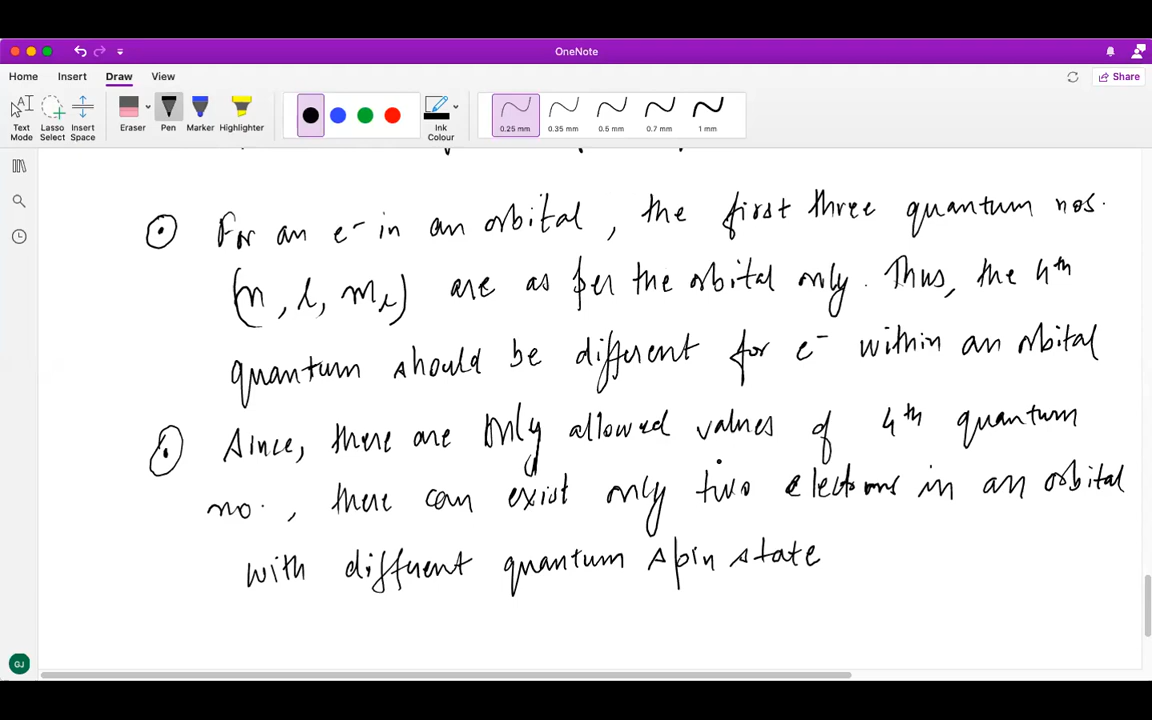 OneNote
Home Insert Draw View
Share
Text Mode
Lasso Select
Insert Space
Eraser
Pen
Marker
Highlighter
Ink Colour
0.25 mm
0.35 mm
0.5 mm
0.7 mm
1 mm
⊙ For an e⁻ in an orbital, the first three quantum nos.
(n, l, mₗ) are as per the orbital only. Thus, the 4th
quantum should be different for e⁻ within an orbital
⊙ Since, there are only allowed values of 4th quantum
no., there can exist only two electrons in an orbital
with different quantum spin state
GJ